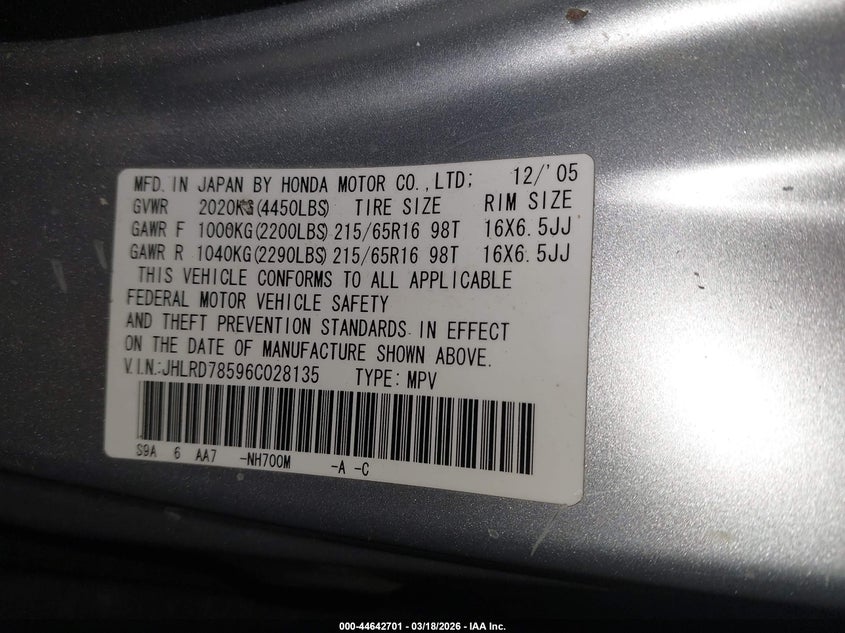 MFD. IN JAPAN BY HONDA MOTOR CO.,LTD; 12/'05
GVWR 2020KG(4450LBS) TIRE SIZE RIM SIZE
GAWR F 1000KG(2200LBS) 215/65R16 98T 16X6.5JJ
GAWR R 1040KG(2290LBS) 215/65R16 98T 16X6.5JJ
THIS VEHICLE CONFORMS TO ALL APPLICABLE
FEDERAL MOTOR VEHICLE SAFETY
AND THEFT PREVENTION STANDARDS IN EFFECT
ON THE DATE OF MANUFACTURE SHOWN ABOVE.
V.I.N.:JHLRD78596C028135 TYPE: MPV
S9A 6 AA7 -NH700M -A -C
000-44642701 - 03/18/2026 - IAA Inc.